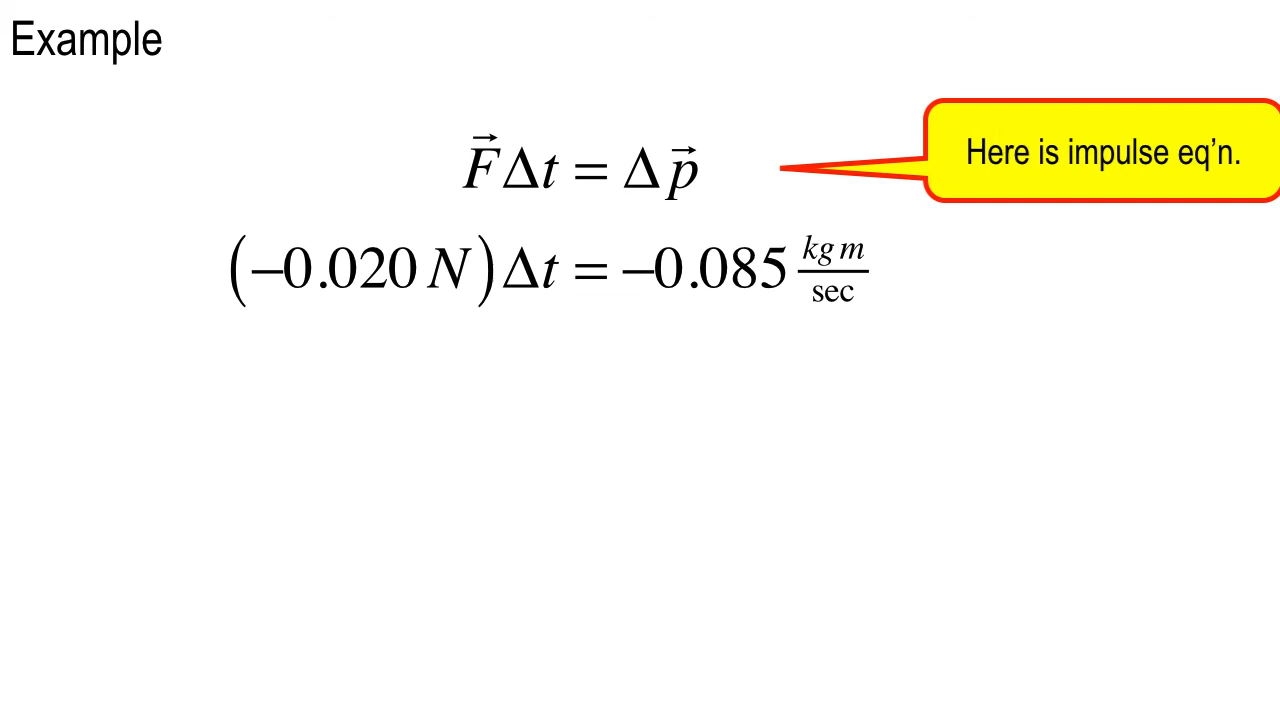 Example
Here is impulse eq’n.
F⃗Δt = Δp⃗
(−0.020 N)Δt = −0.085 kg m/sec